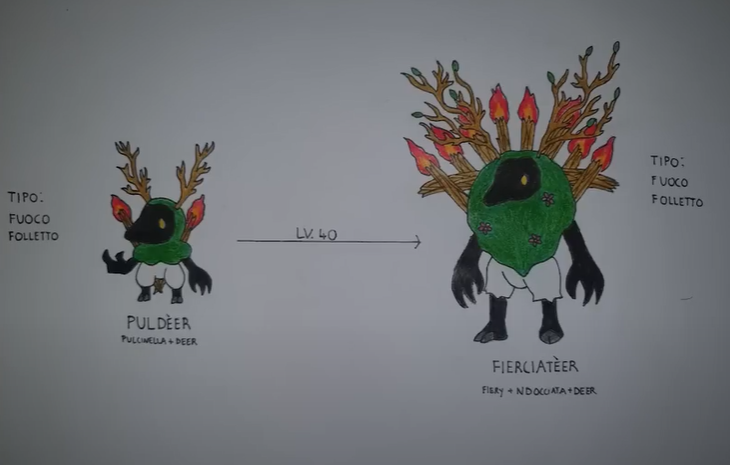 TIPO:
FUOCO
FOLLETTO
LV. 40
TIPO:
FUOCO
FOLLETTO
PULDÈER
PULCINELLA + DEER
FIERCIATÈER
FIERY + NDOCCIATA + DEER